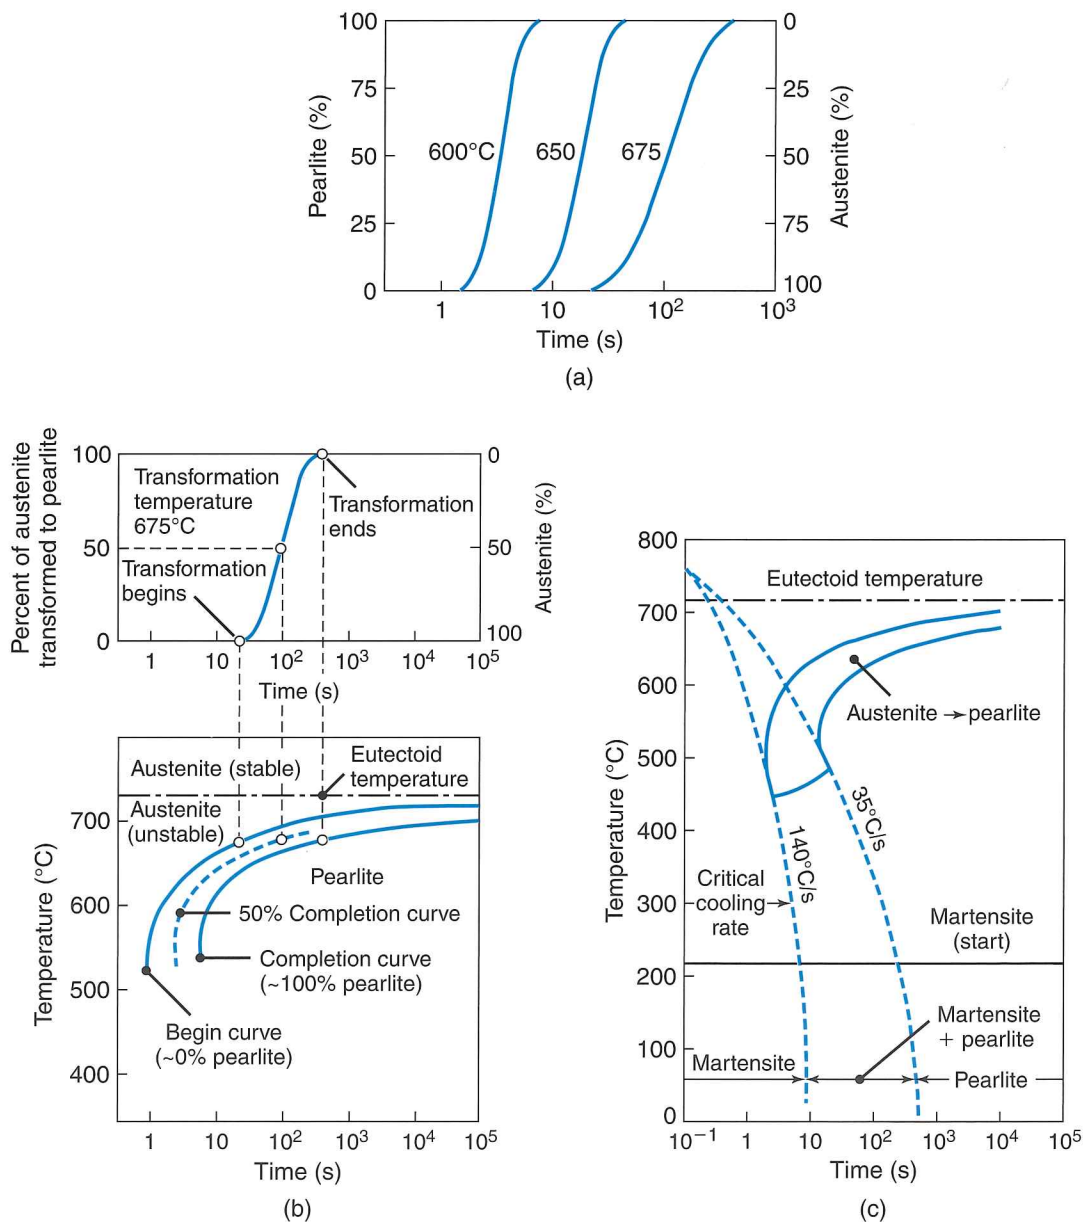 100
75
50
25
0
Pearlite (%)
600°C
650
675
0
25
50
75
100
Austenite (%)
1
10
10²
10³
Time (s)
(a)
Percent of austenite
transformed to pearlite
100
50
0
Transformation
temperature
675°C
Transformation
begins
Transformation
ends
0
50
100
Austenite (%)
1
10
10²
10³
10⁴
10⁵
Time (s)
Temperature (°C)
700
600
500
400
Austenite (stable)
Eutectoid
temperature
Austenite
(unstable)
Pearlite
50% Completion curve
Completion curve
(~100% pearlite)
Begin curve
(~0% pearlite)
1
10
10²
10³
10⁴
10⁵
Time (s)
(b)
Temperature (°C)
800
700
600
500
400
300
200
100
0
Eutectoid temperature
Austenite → pearlite
35°C/s
140°C/s
Critical
cooling
rate
Martensite
(start)
Martensite
+ pearlite
Martensite
Pearlite
10⁻¹
1
10
10²
10³
10⁴
10⁵
Time (s)
(c)